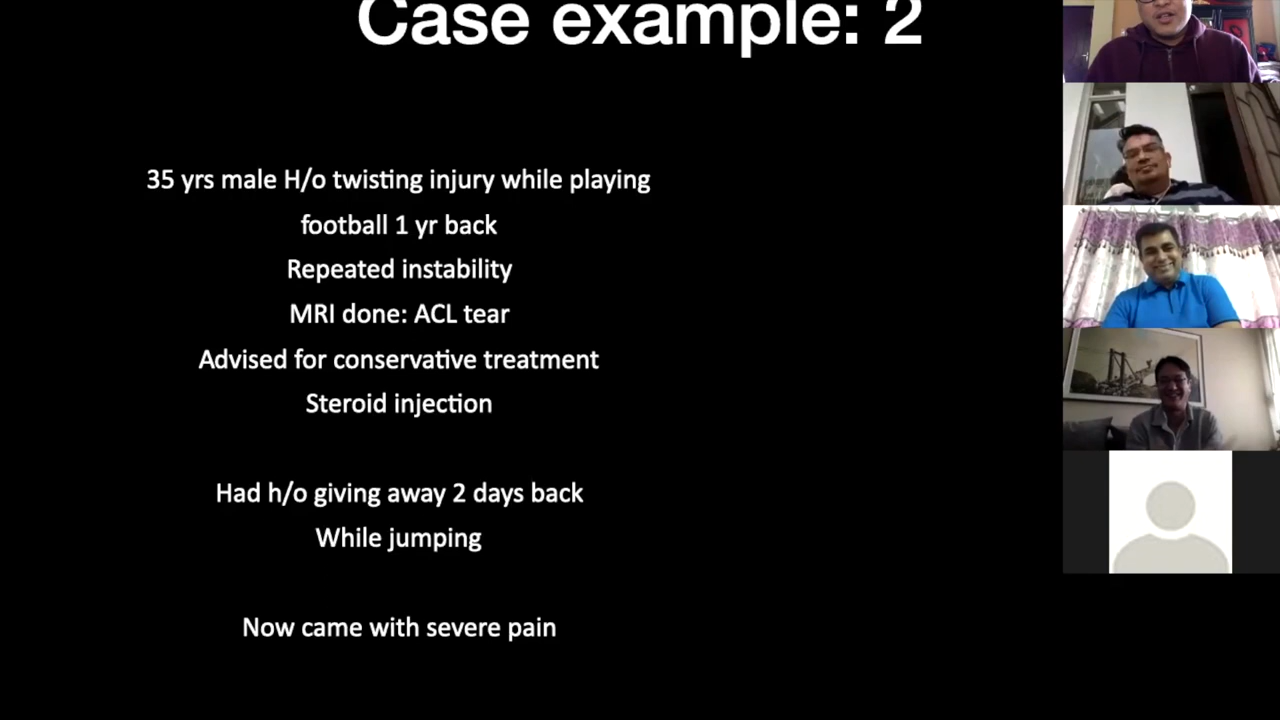 Case example: 2
35 yrs male H/o twisting injury while playing
football 1 yr back
Repeated instability
MRI done: ACL tear
Advised for conservative treatment
Steroid injection
Had h/o giving away 2 days back
While jumping
Now came with severe pain